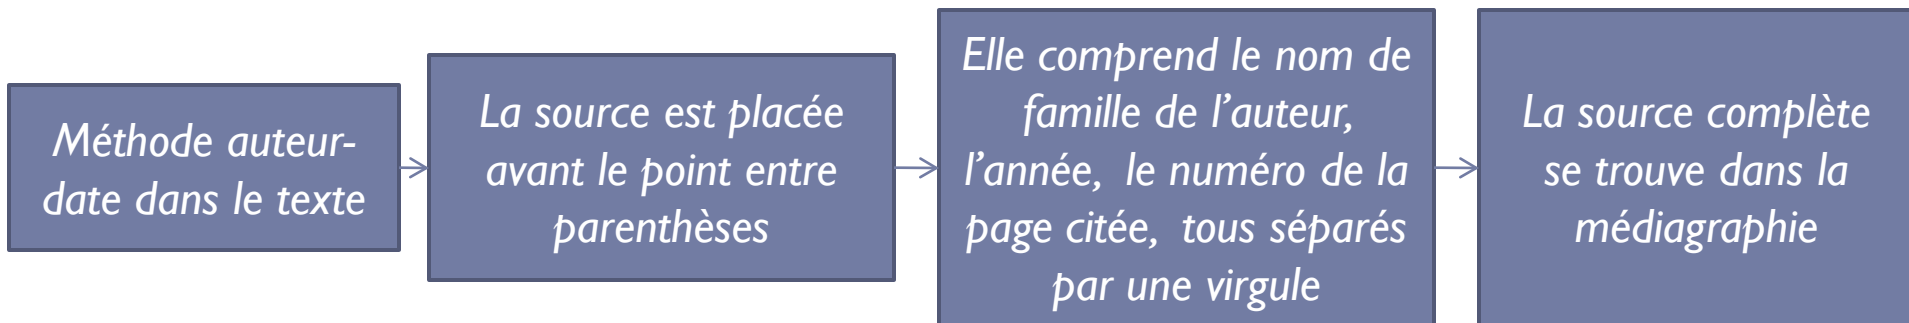 Méthode auteur-
date dans le texte
La source est placée
avant le point entre
parenthèses
Elle comprend le nom de
famille de l’auteur,
l’année,  le numéro de la
page citée,  tous séparés
par une virgule
La source complète
se trouve dans la
médiagraphie